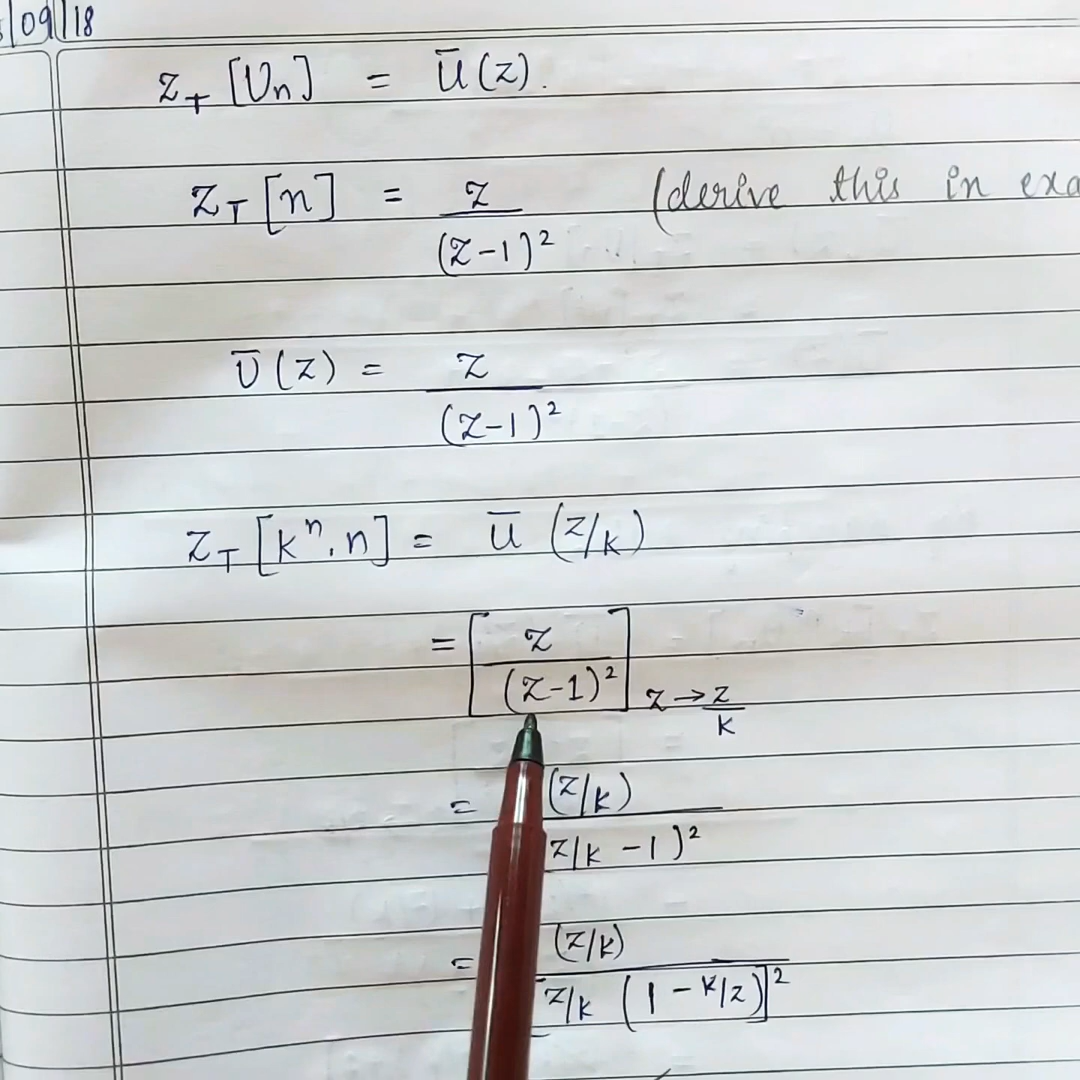 09/18
Z_T [U_n] = Ū(z).
Z_T [n] = z / (z-1)² (derive this in
Ū(z) = z / (z-1)²
Z_T [kⁿ.n] = Ū (z/k)
= [z / (z-1)²] z → z/k
= (z/k) / z/k - 1)²
= (z/k) / [z/k (1 - k/z)]²